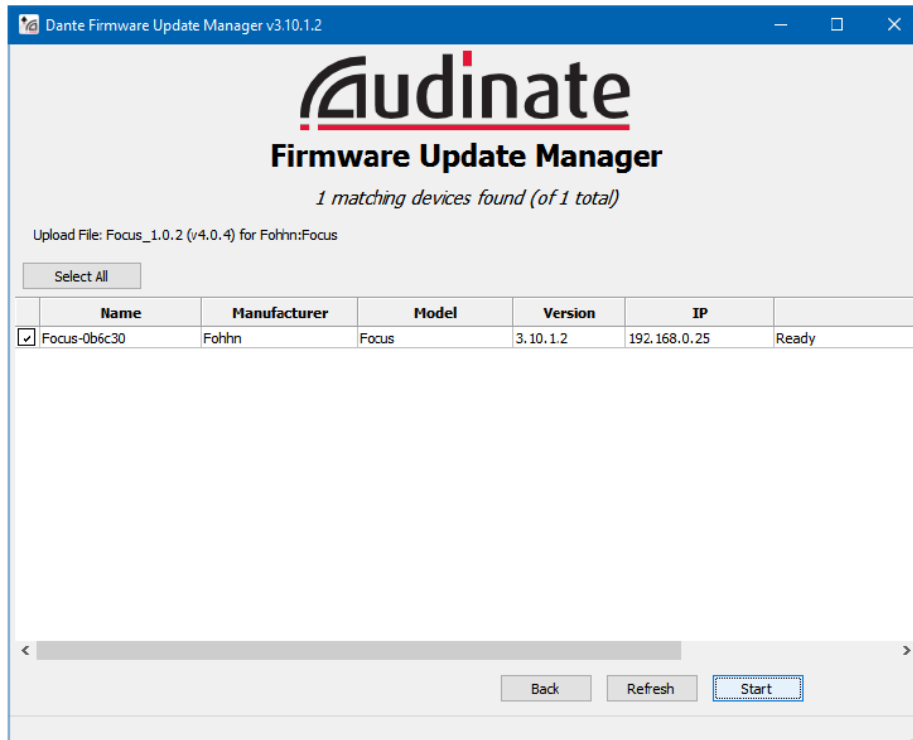 Dante Firmware Update Manager v3.10.1.2
Audinate
Firmware Update Manager
1 matching devices found (of 1 total)
Upload File: Focus_1.0.2 (v4.0.4) for Fohhn:Focus
Select All
Name Manufacturer Model Version IP
Focus-0b6c30 Fohhn Focus 3.10.1.2 192.168.0.25 Ready
Back Refresh Start